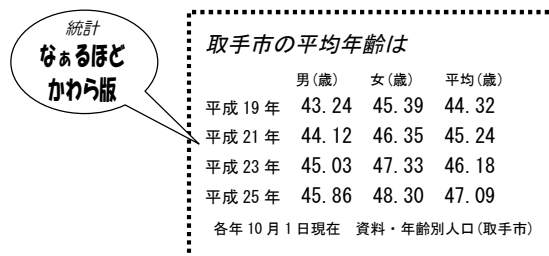 統計
なぁるほど
かわら版
取手市の平均年齢は
男(歳) 女(歳) 平均(歳)
平成19年 43.24 45.39 44.32
平成21年 44.12 46.35 45.24
平成23年 45.03 47.33 46.18
平成25年 45.86 48.30 47.09
各年10月1日現在 資料・年齢別人口(取手市)